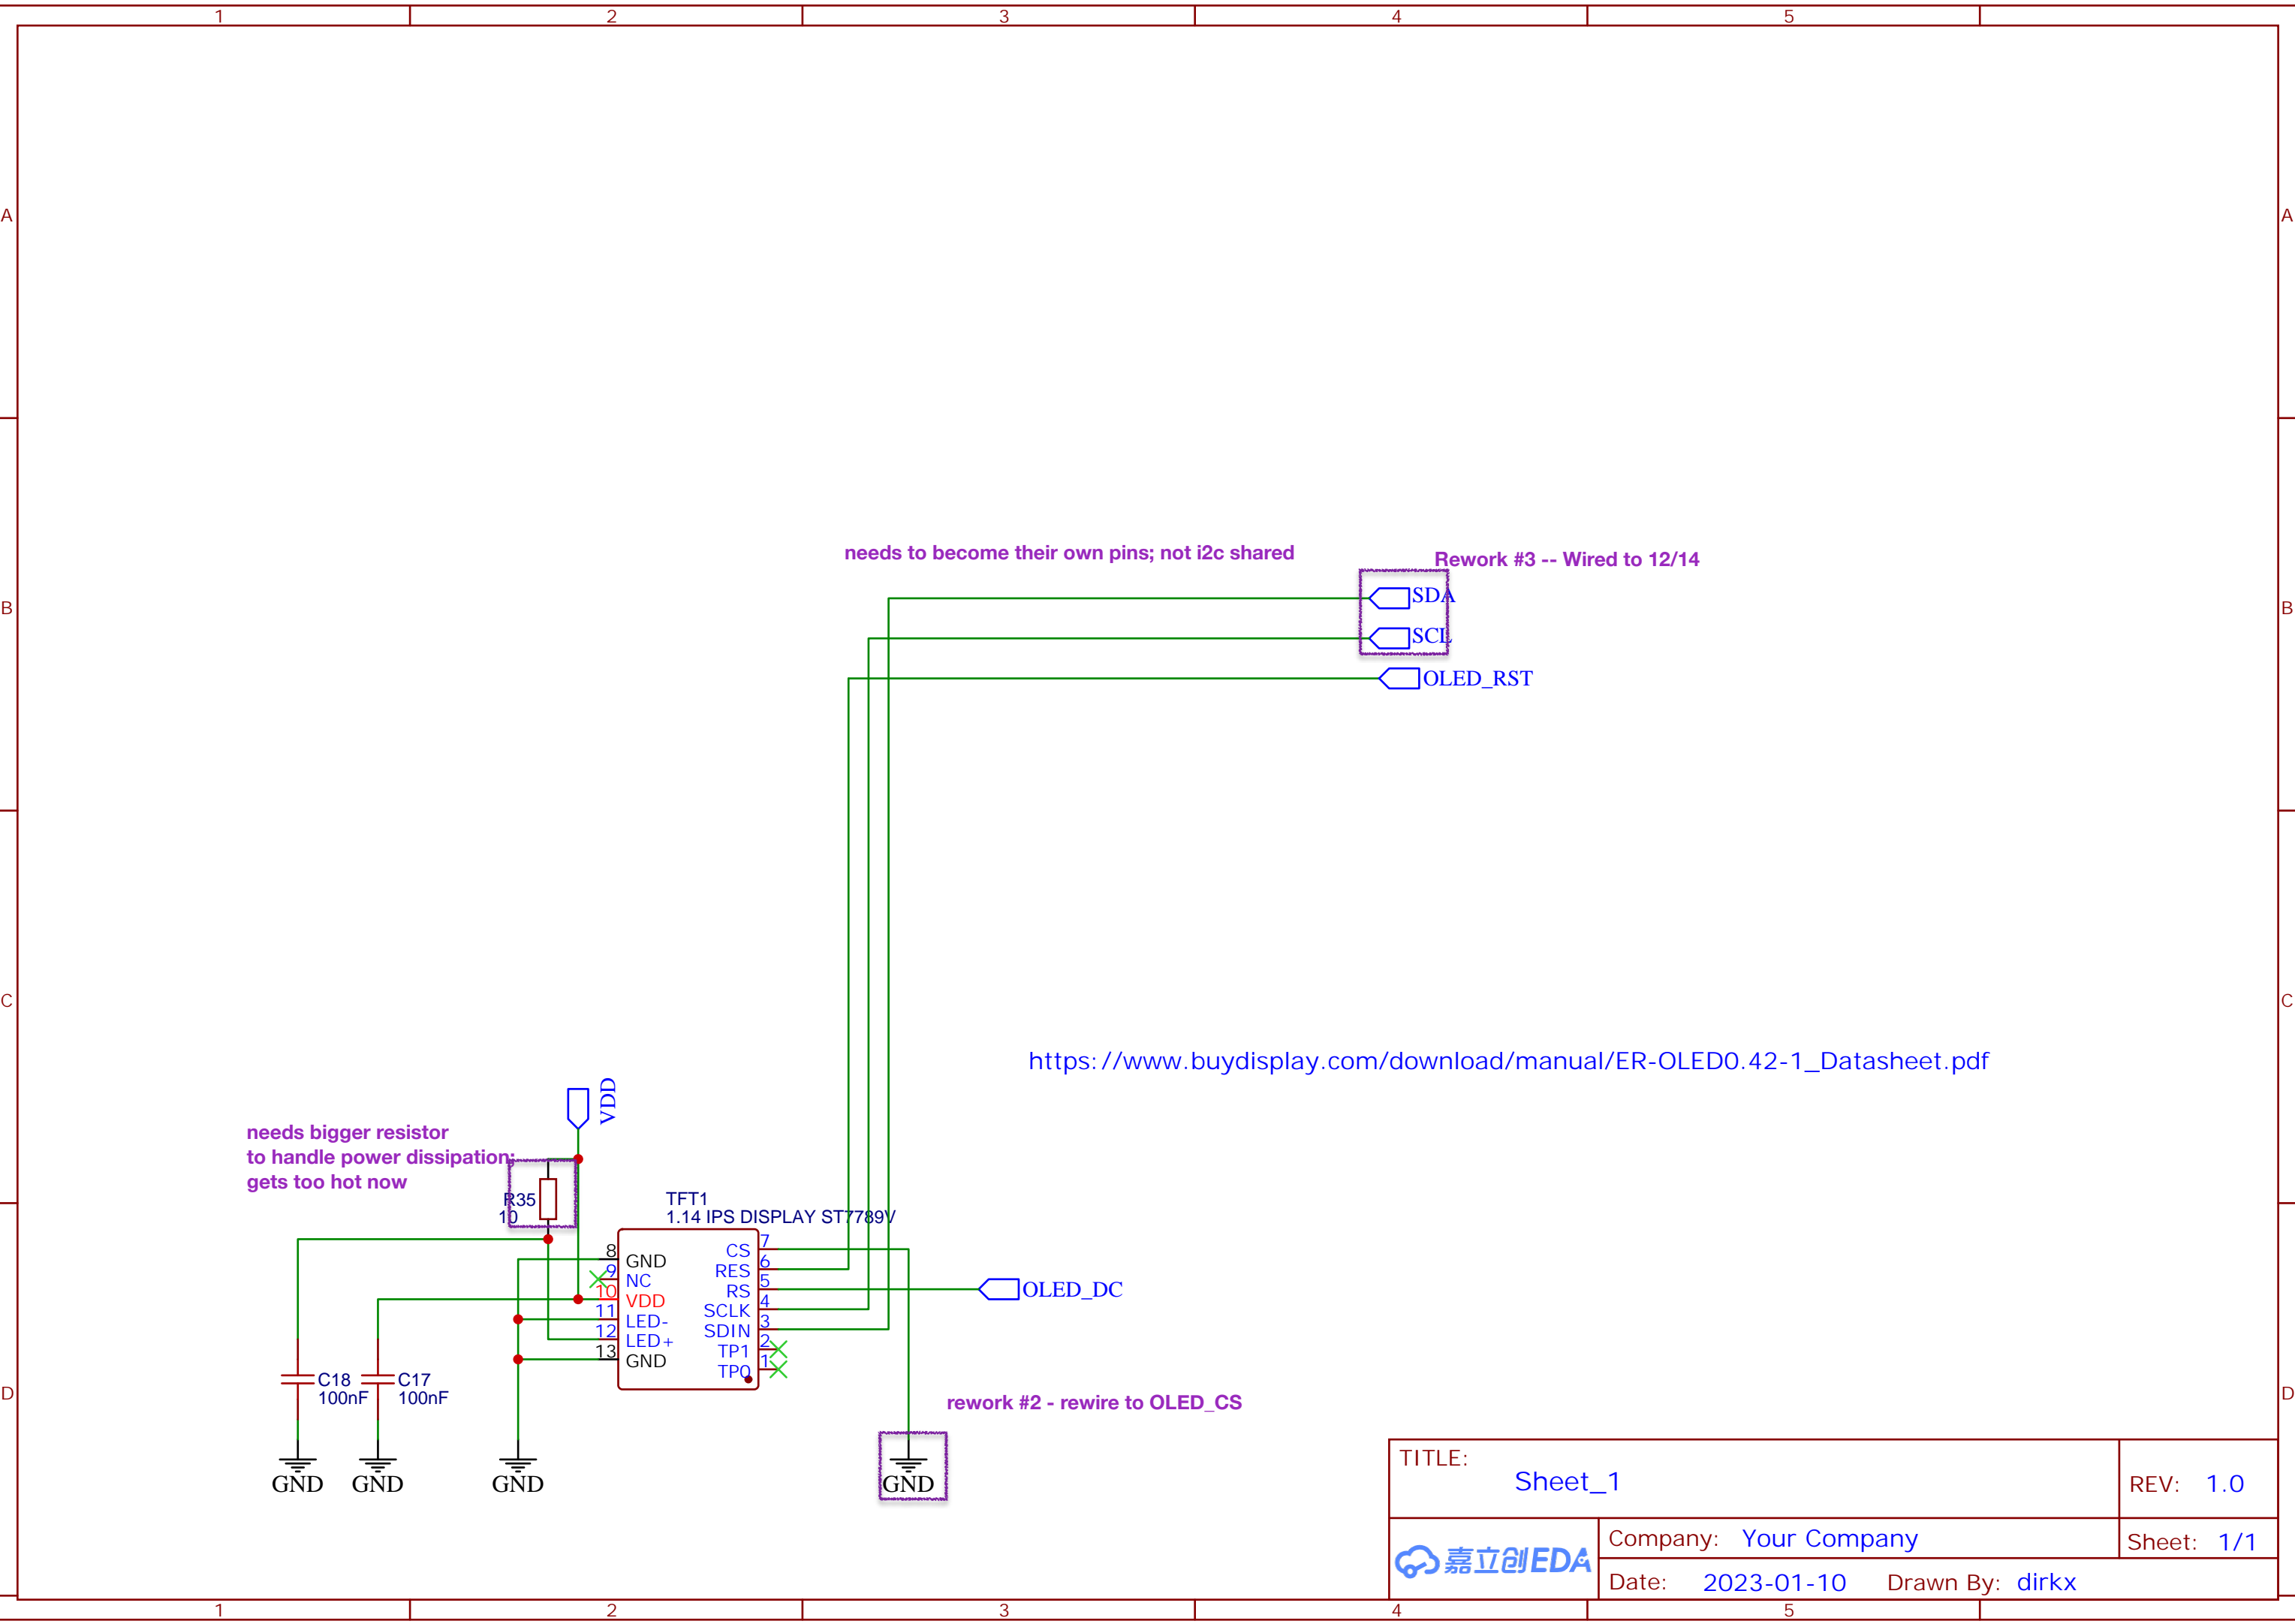 1 2 3 4 5
A A
needs to become their own pins; not i2c shared
Rework #3 -- Wired to 12/14
B B
SDA
SCL
OLED_RST
C C
https://www.buydisplay.com/download/manual/ER-OLED0.42-1_Datasheet.pdf
VDD
needs bigger resistor
to handle power dissipation;
gets too hot now
R35
10
TFT1
1.14 IPS DISPLAY ST7789V
8 GND
9 NC
10 VDD
11 LED-
12 LED+
13 GND
CS 7
RES 6
RS 5
SCLK 4
SDIN 3
TP1 2
TP0 1
OLED_DC
C18
100nF
C17
100nF
D D
rework #2 - rewire to OLED_CS
GND GND GND GND
TITLE:
Sheet_1
REV: 1.0
嘉立创EDA
Company: Your Company
Sheet: 1/1
Date: 2023-01-10 Drawn By: dirkx
1 2 3 4 5